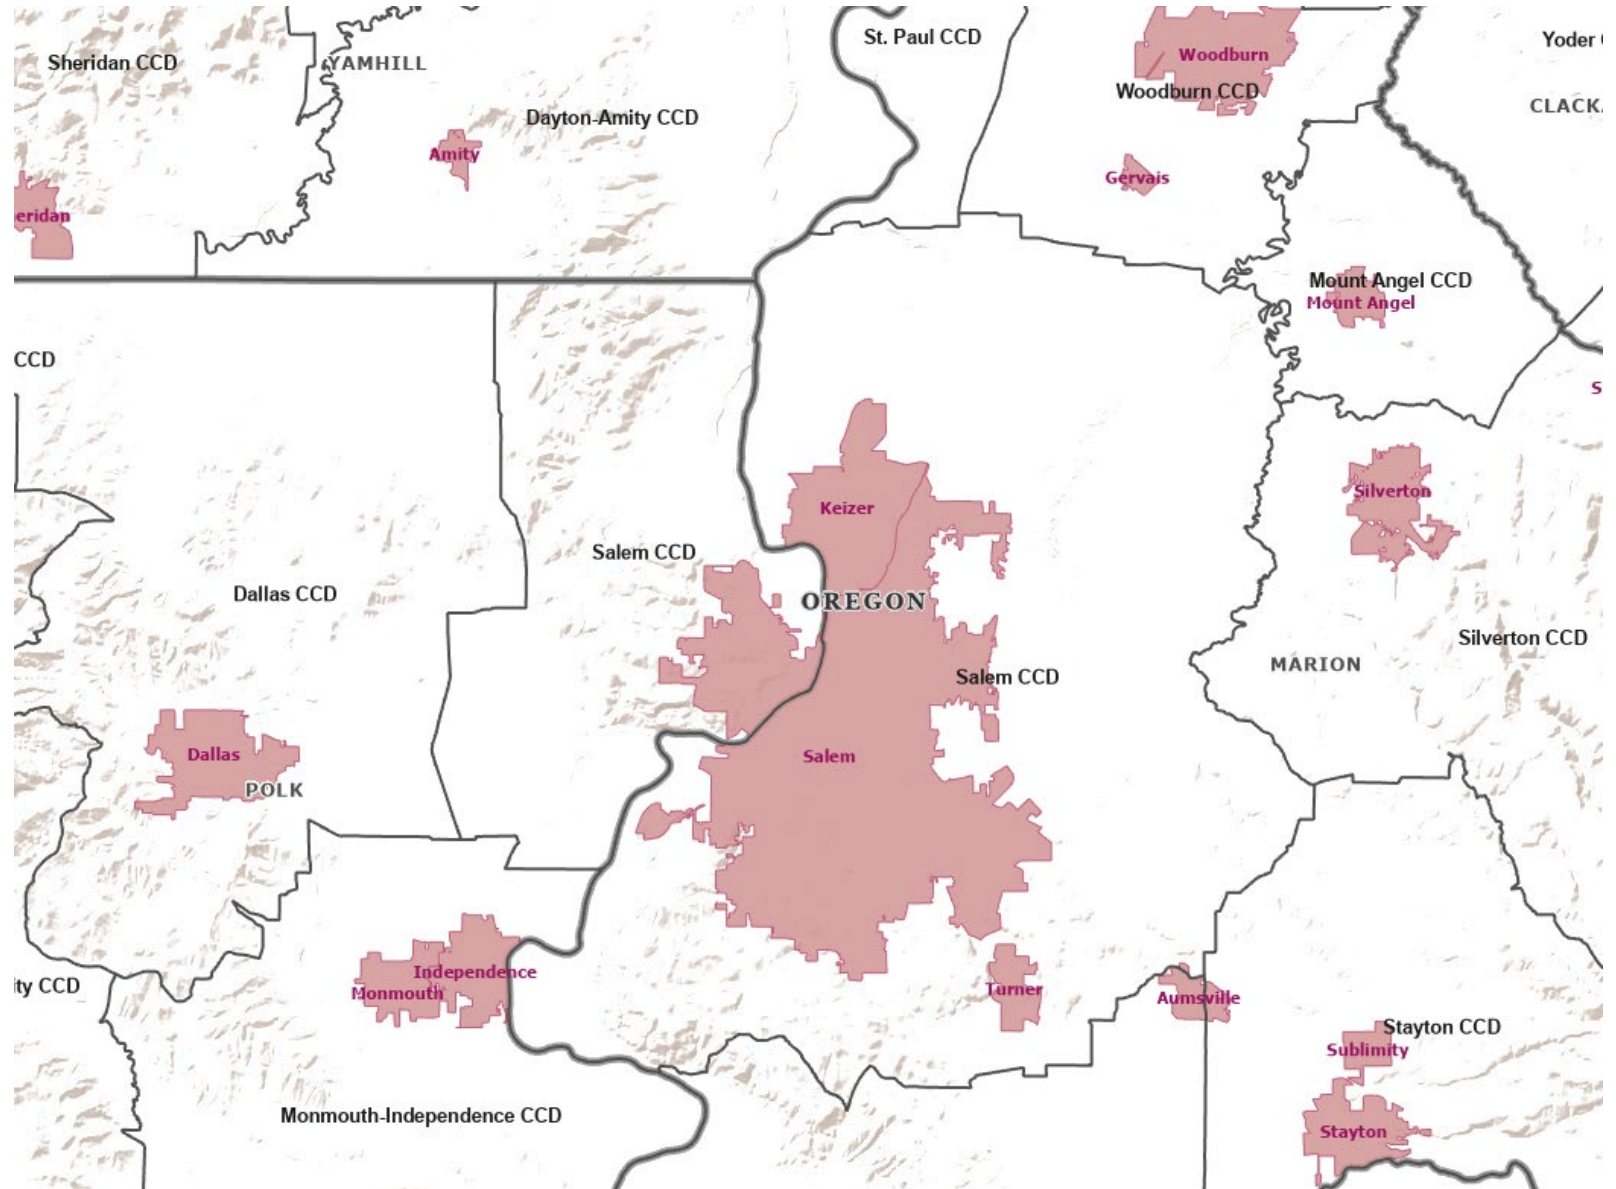 St. Paul CCD
Yoder
Sheridan CCD
YAMHILL
Woodburn
Woodburn CCD
CLACK
Dayton-Amity CCD
Amity
Gervais
eridan
Mount Angel CCD
Mount Angel
CCD
S
Silverton
Keizer
Salem CCD
Dallas CCD
OREGON
Silverton CCD
MARION
Salem CCD
Dallas
Salem
POLK
Independence
ity CCD
Monmouth
Turner
Aumsville
Stayton CCD
Sublimity
Monmouth-Independence CCD
Stayton